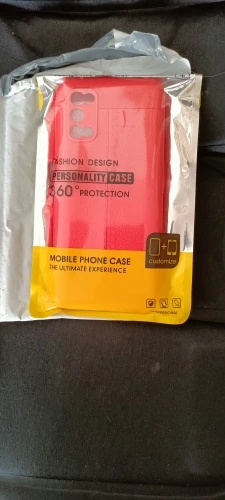 FASHION DESIGN
PERSONALITY CASE
360° PROTECTION
MOBILE PHONE CASE
THE ULTIMATE EXPERIENCE
customize